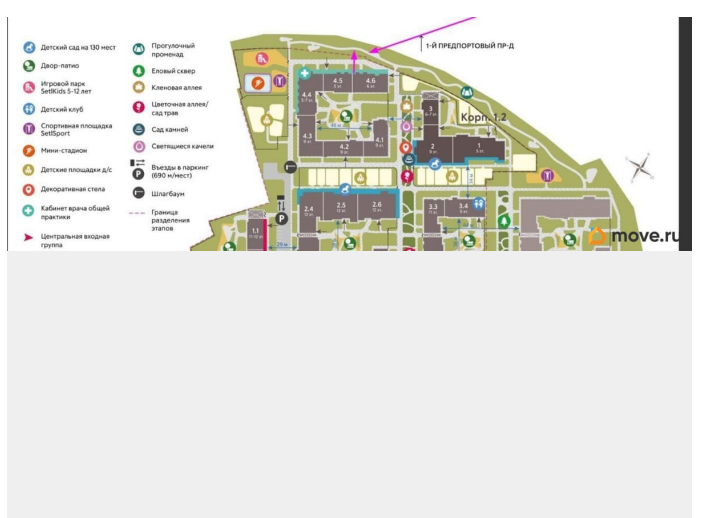 Детский сад на 130 мест
Двор-патио
Игровой парк
SetlKids 5-12 лет
Детский клуб
Спортивная площадка
SetlSport
Мини-стадион
Детские площадки д/с
Декоративная стела
Кабинет врача общей
практики
Центральная входная
группа
Прогулочный
променад
Еловый сквер
Кленовая аллея
Цветочная аллея/
сад трав
Сад камней
Светящиеся качели
Въезды в паркинг
(690 м/мест)
Шлагбаум
Граница
разделения
этапов
1-Й ПРЕДПОРТОВЫЙ ПР-Д
Корп. 1.2
4.5
4.6
4.4
4.3
4.2
4.1
3
2
1
2.4
2.5
2.6
3.3
3.4
1.1
P
P
move.ru